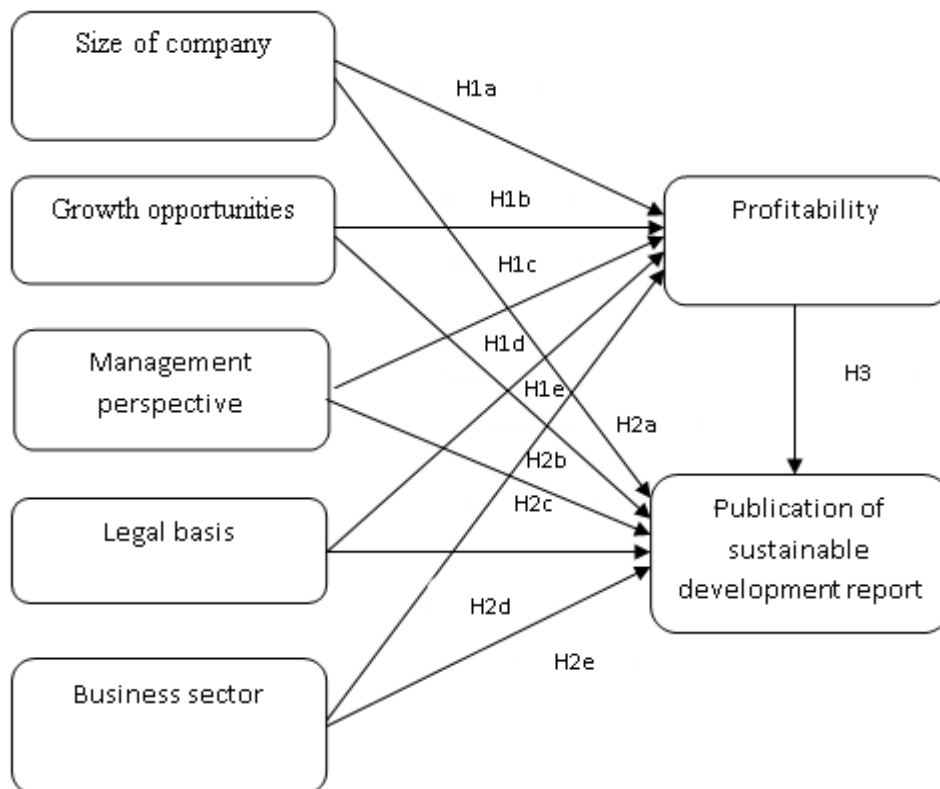 Size of company
H1a
Growth opportunities
H1b
Profitability
H1c
Management
perspective
H1d
H1e
H3
H2a
H2b
H2c
Legal basis
Publication of
sustainable
development report
H2d
H2e
Business sector